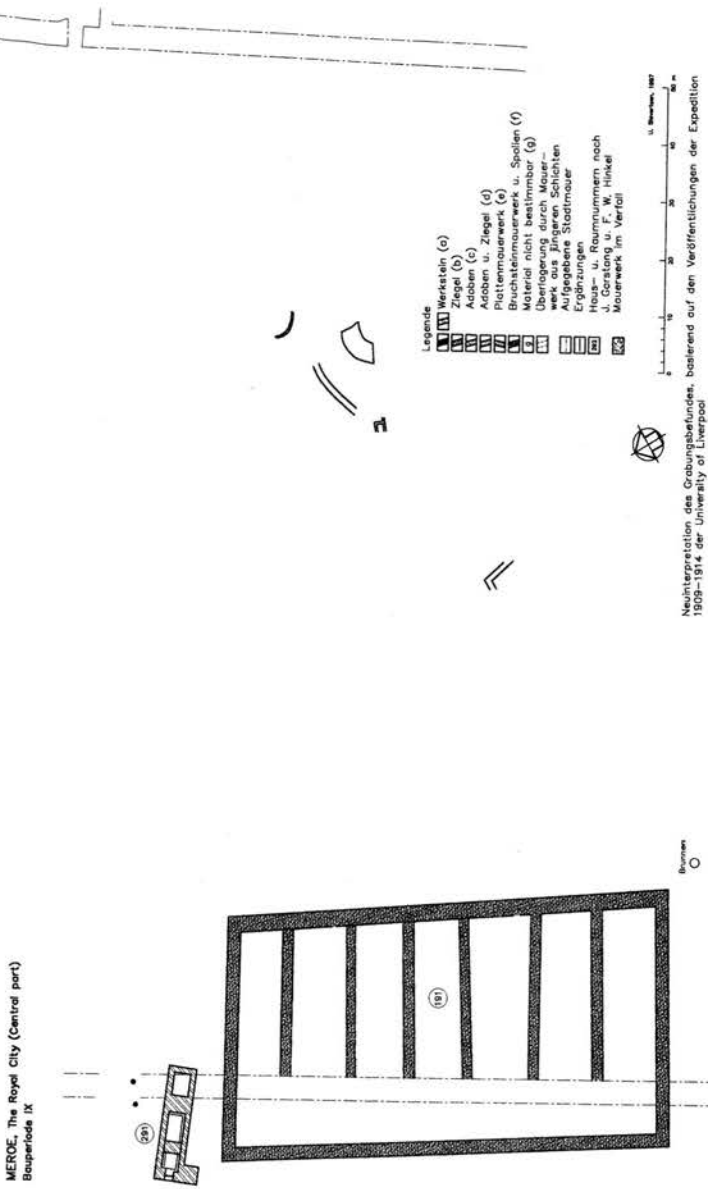 MEROE, The Royal City (Central part)
Bauperiode IX
291
191
Brunnen
Legende
Werkstein (a)
Ziegel (b)
Adoben (c)
Adoben u. Ziegel (d)
Plattenmauerwerk (e)
Bruchsteinmauerwerk u. Spolien (f)
Material nicht bestimmbar (g)
Überlagerung durch Mauer-
werk aus jüngeren Schichten
Aufgegebene Stadtmauer
Ergänzungen
Haus- u. Raumnummern nach
J. Garstang u. F. W. Hinkel
Mauerwerk im Verfall
0 10 20 30 40 50 m
Neuinterpretation des Grabungsbefundes, basierend auf den Veröffentlichungen der Expedition
1909-1914 der University of Liverpool